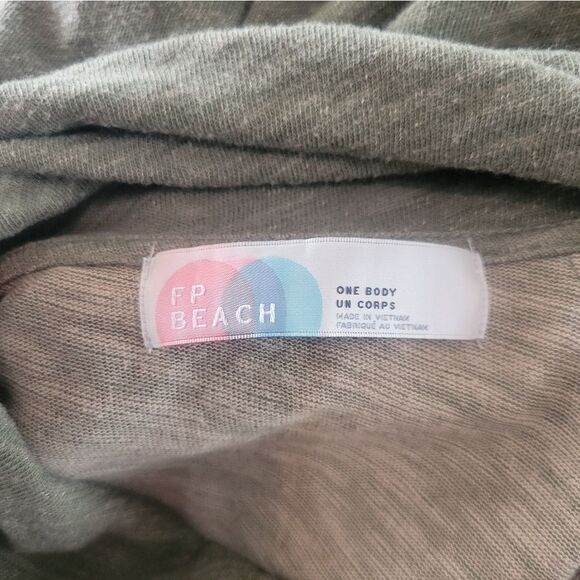 FP
BEACH
ONE BODY
UN CORPS
MADE IN VIETNAM
FABRIQUÉ AU VIETNAM